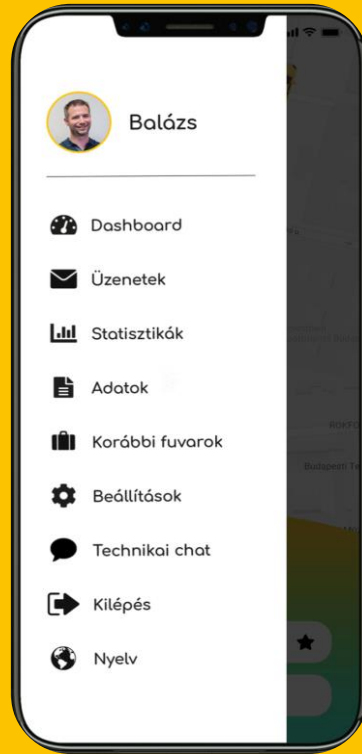 Balázs
Dashboard
Üzenetek
Statisztikák
Adatok
Korábbi fuvarok
Beállítások
Technikai chat
Kilépés
Nyelv